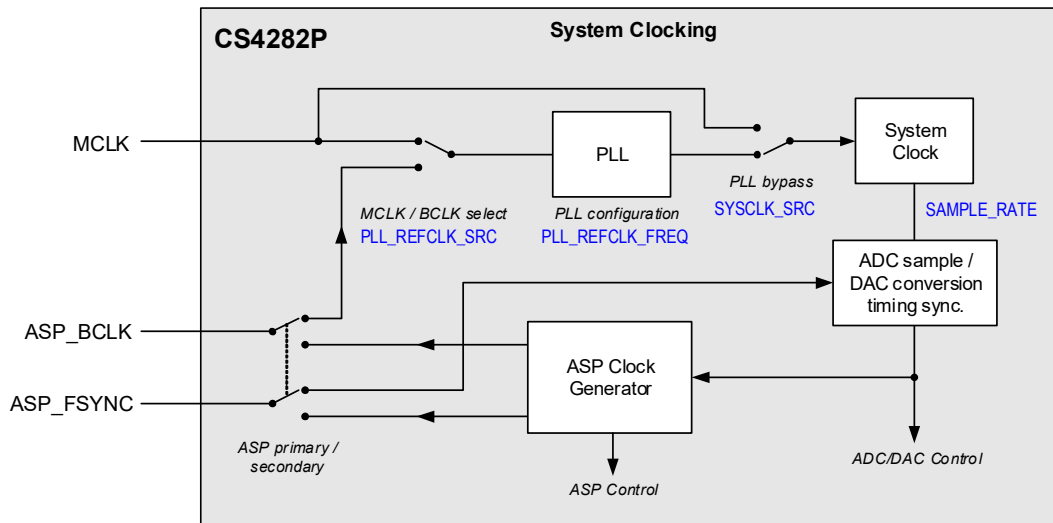 CS4282P
System Clocking
MCLK
PLL
System
Clock
PLL bypass
SYSCLK_SRC
MCLK / BCLK select
PLL_REFCLK_SRC
PLL configuration
PLL_REFCLK_FREQ
SAMPLE_RATE
ADC sample /
DAC conversion
timing sync.
ASP_BCLK
ASP_FSYNC
ASP Clock
Generator
ASP primary /
secondary
ASP Control
ADC/DAC Control